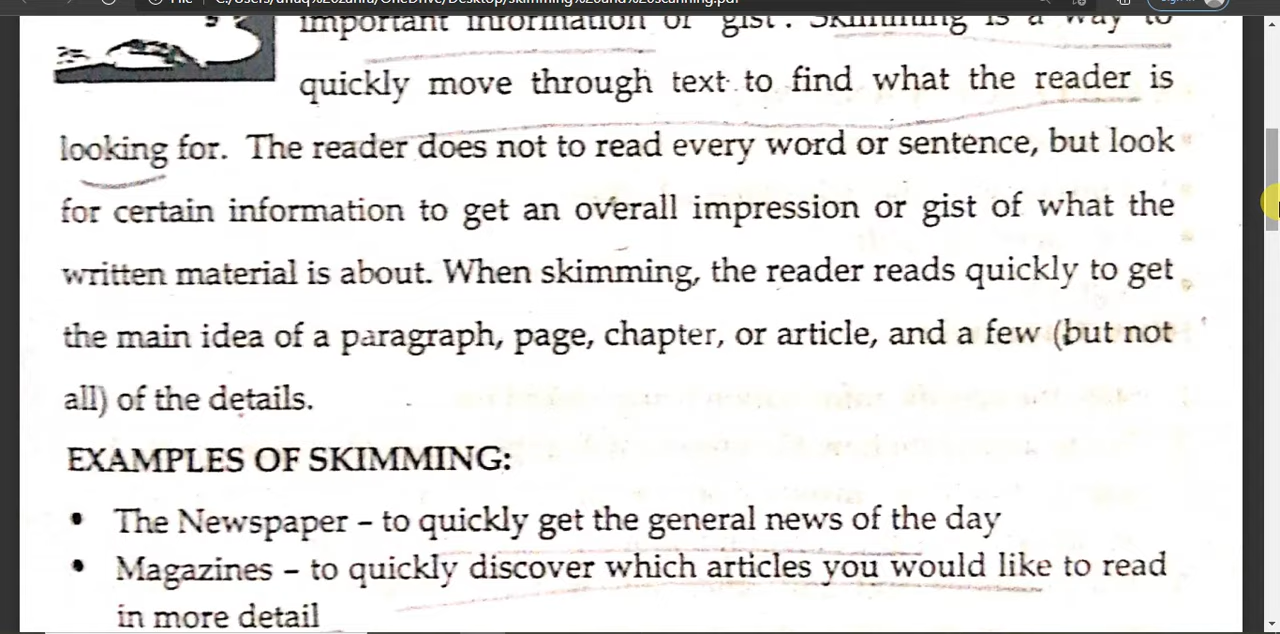 important information or gist. Skimming is a way to
quickly move through text to find what the reader is
looking for. The reader does not to read every word or sentence, but look
for certain information to get an overall impression or gist of what the
written material is about. When skimming, the reader reads quickly to get
the main idea of a paragraph, page, chapter, or article, and a few (but not
all) of the details.
EXAMPLES OF SKIMMING:
• The Newspaper – to quickly get the general news of the day
• Magazines – to quickly discover which articles you would like to read
in more detail